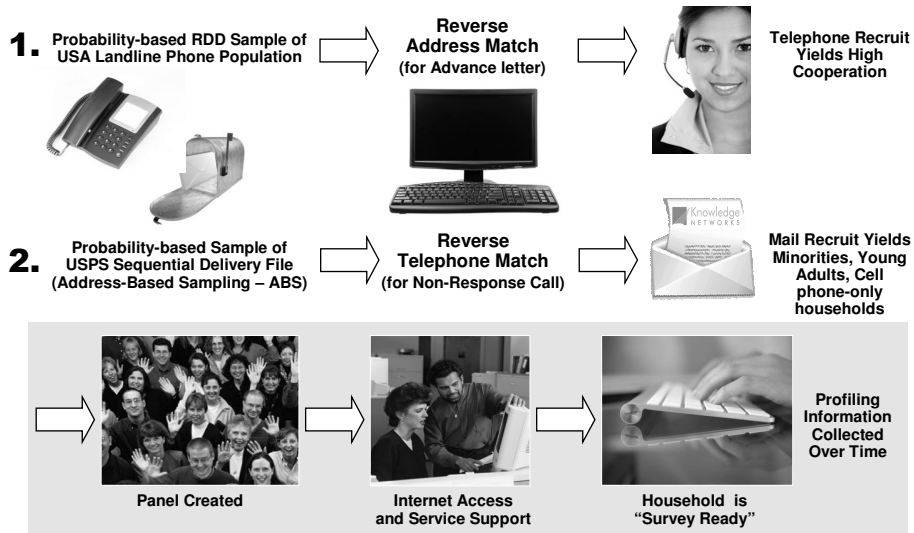 1. Probability-based RDD Sample of
USA Landline Phone Population
Reverse
Address Match
(for Advance letter)
Telephone Recruit
Yields High
Cooperation
Knowledge
NETWORKS
2. Probability-based Sample of
USPS Sequential Delivery File
(Address-Based Sampling – ABS)
Reverse
Telephone Match
(for Non-Response Call)
Mail Recruit Yields
Minorities, Young
Adults, Cell
phone-only
households
Panel Created
Internet Access
and Service Support
Household is
“Survey Ready”
Profiling
Information
Collected
Over Time